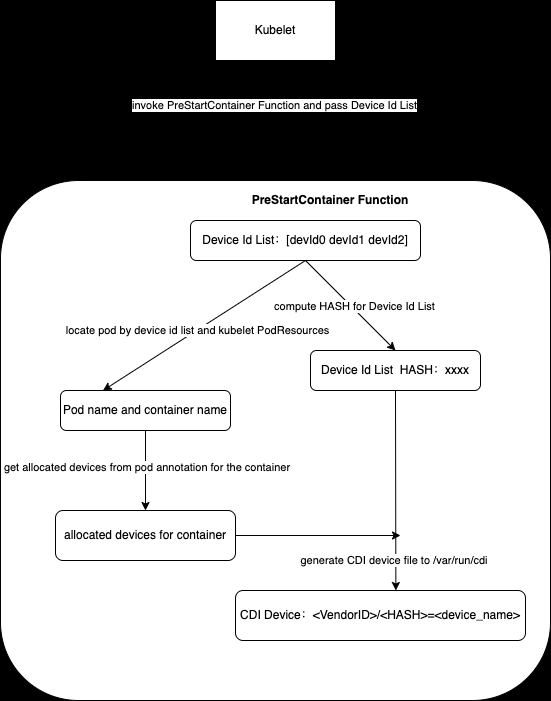 Kubelet
invoke PreStartContainer Function and pass Device Id List
PreStartContainer Function
Device Id List：[devId0 devId1 devId2]
compute HASH for Device Id List
locate pod by device id list and kubelet PodResources
Device Id List HASH：xxxx
Pod name and container name
get allocated devices from pod annotation for the container
allocated devices for container
generate CDI device file to /var/run/cdi
CDI Device：<VendorID>/<HASH>=<device_name>